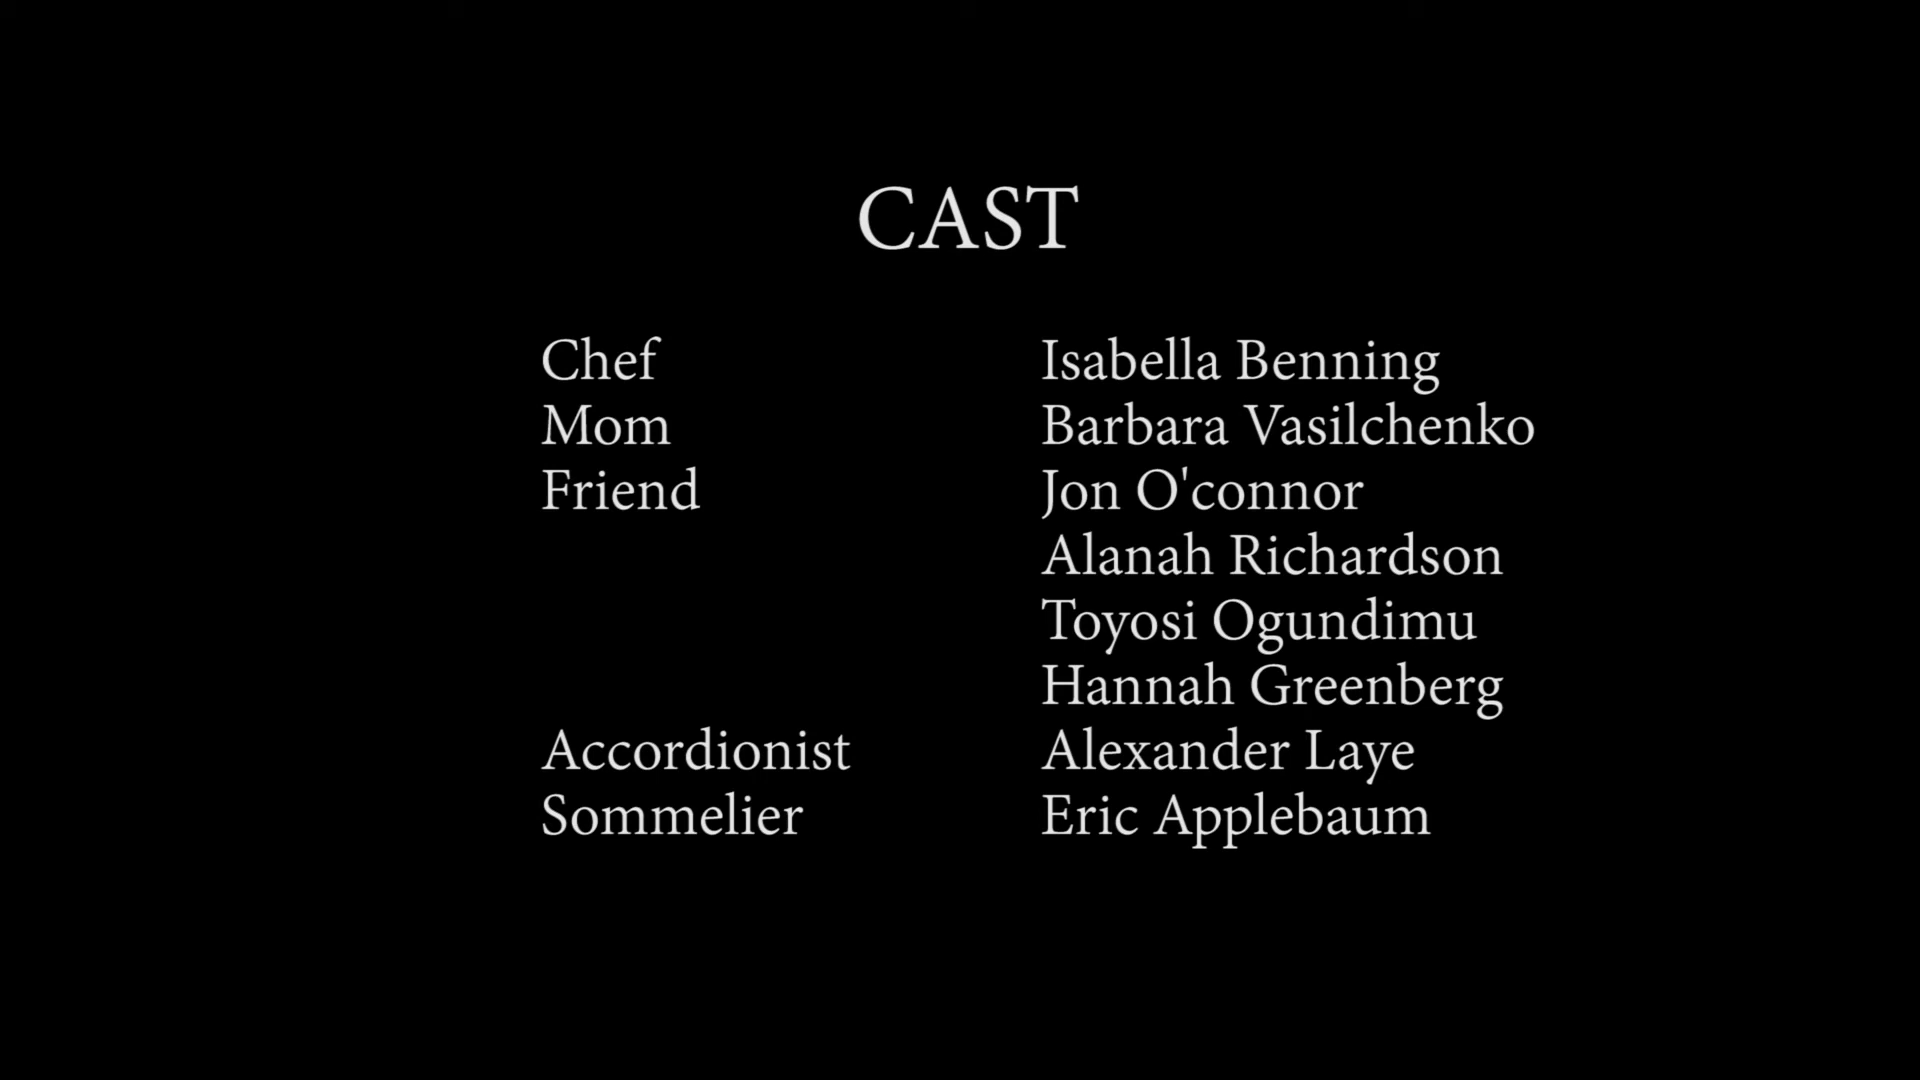 CAST
Chef Isabella Benning
Mom Barbara Vasilchenko
Friend Jon O'connor
Alanah Richardson
Toyosi Ogundimu
Hannah Greenberg
Accordionist Alexander Laye
Sommelier Eric Applebaum